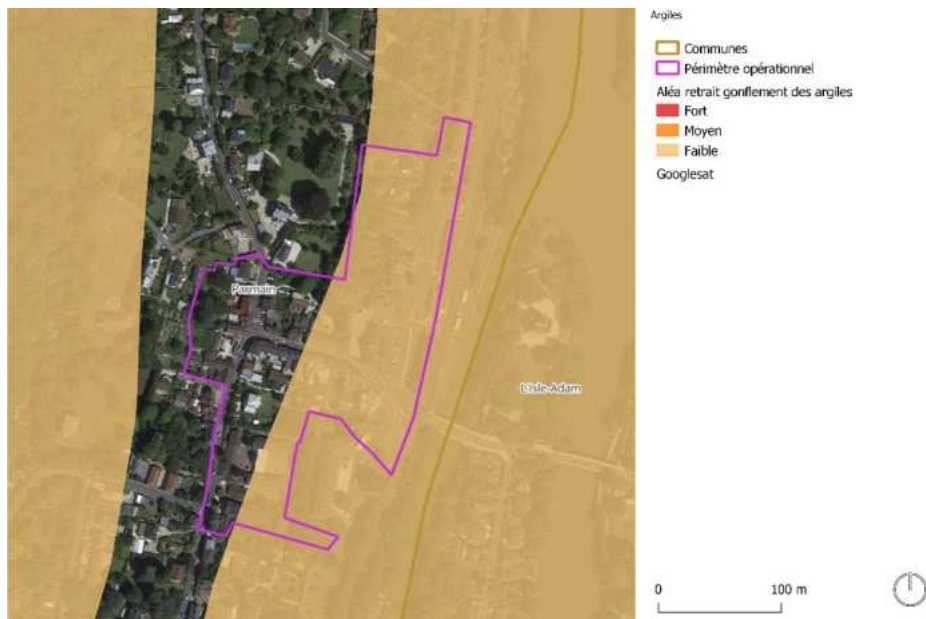 Argiles
Communes
Périmètre opérationnel
Aléa retrait gonflement des argiles
Fort
Moyen
Faible
Googlesat
Parmain
L'Isle-Adam
0 100 m